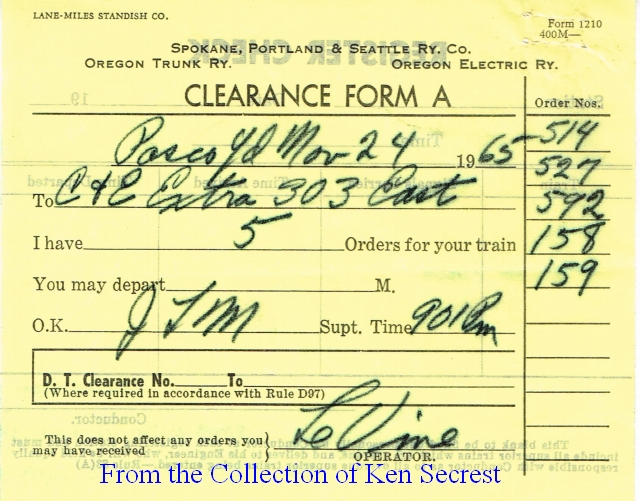 LANE-MILES STANDISH CO.
Form 1210
400M—
SPOKANE, PORTLAND & SEATTLE RY. CO.
OREGON TRUNK RY. OREGON ELECTRIC RY.
CLEARANCE FORM A
Order Nos.
Pasco Yd Nov 24 1965
To C&E Extra 303 East
I have 5 Orders for your train
You may depart M.
O.K. JLM Supt. Time 901 Pm
514
527
592
158
159
D. T. Clearance No. To
(Where required in accordance with Rule D97)
This does not affect any orders you
may have received
LeVine
OPERATOR.
From the Collection of Ken Secrest